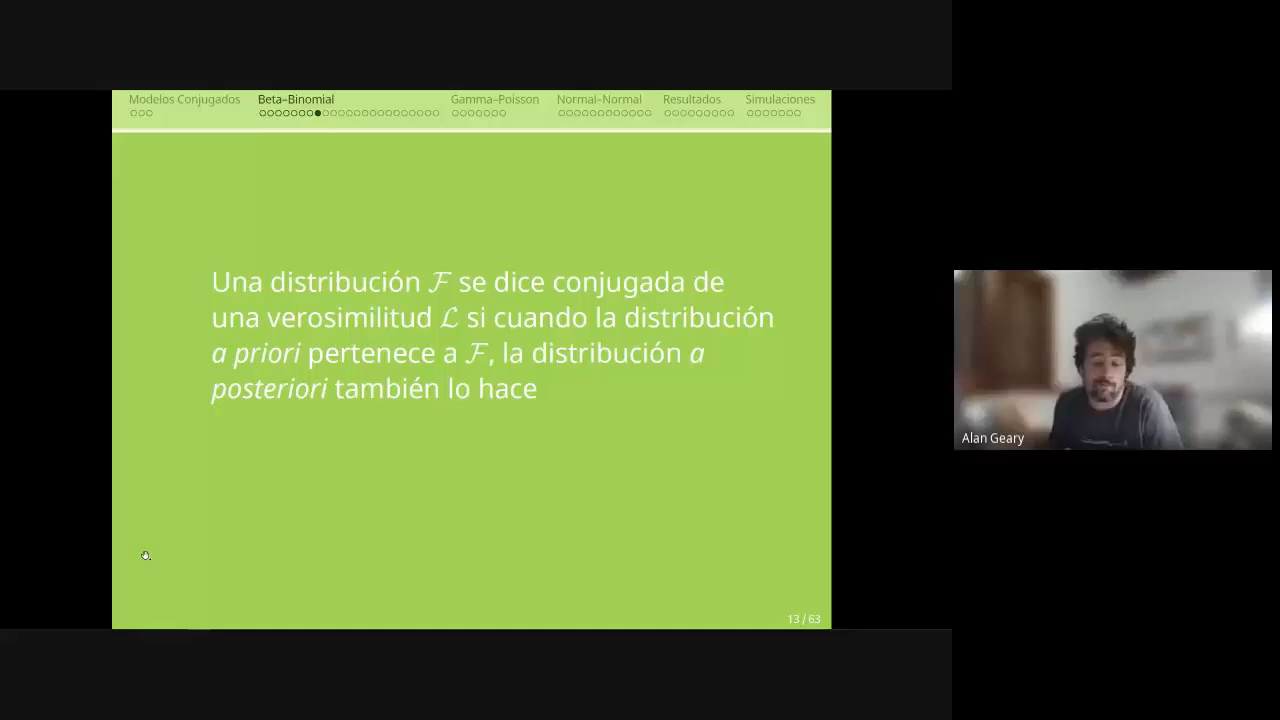 Modelos Conjugados Beta–Binomial Gamma–Poisson Normal–Normal Resultados Simulaciones
Una distribución ℱ se dice conjugada de
una verosimilitud ℒ si cuando la distribución
a priori pertenece a ℱ, la distribución a
posteriori también lo hace
Alan Geary
13 / 63